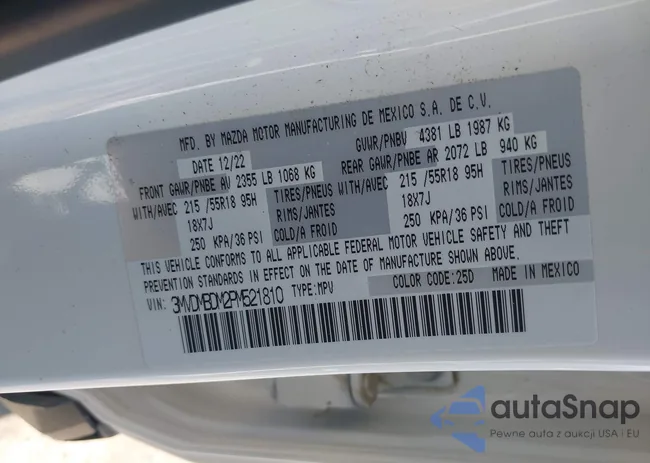 MFD. BY MAZDA MOTOR MANUFACTURING DE MEXICO S.A. DE C.V.
DATE 12/22 GVWR/PNBV 4381 LB 1987 KG
FRONT GAWR/PNBE AV 2355 LB 1068 KG REAR GAWR/PNBE AR 2072 LB 940 KG
WITH/AVEC 215 /55R18 95H TIRES/PNEUS WITH/AVEC 215 /55R18 95H TIRES/PNEUS
18X7J RIMS/JANTES 18X7J RIMS/JANTES
250 KPA/36 PSI COLD/A FROID 250 KPA/36 PSI COLD/A FROID
THIS VEHICLE CONFORMS TO ALL APPLICABLE FEDERAL MOTOR VEHICLE SAFETY AND THEFT
PREVENTION STANDARDS IN EFFECT ON THE DATE OF MANUFACTURE SHOWN ABOVE.
VIN: 3MVDMBDM2PM521810 TYPE:MPV COLOR CODE:25D MADE IN MEXICO
autaSnap
Pewne auta z aukcji USA i EU